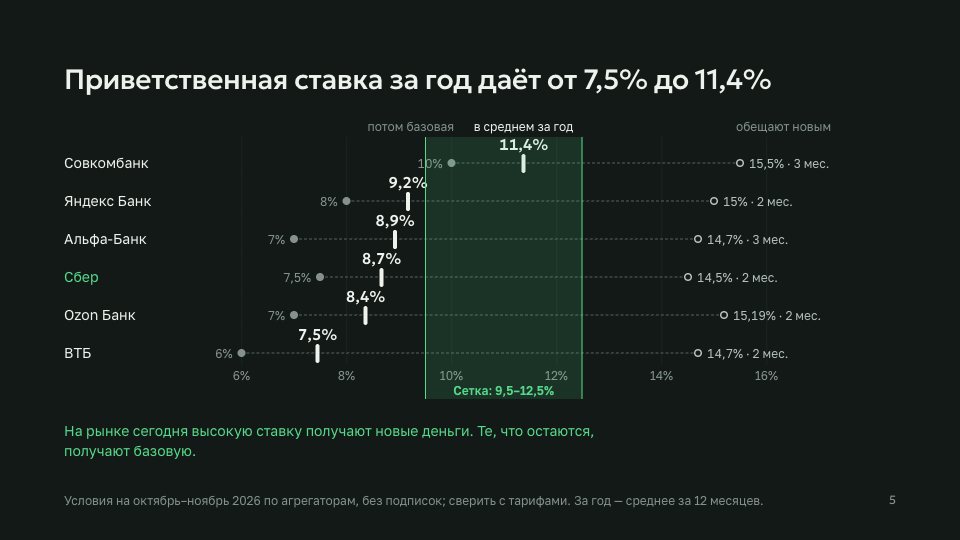 Приветственная ставка за год даёт от 7,5% до 11,4%
потом базовая в среднем за год обещают новым
11,4%
Совкомбанк 10% 15,5% · 3 мес.
9,2%
Яндекс Банк 8% 15% · 2 мес.
8,9%
Альфа-Банк 7% 14,7% · 3 мес.
8,7%
Сбер 7,5% 14,5% · 2 мес.
8,4%
Ozon Банк 7% 15,19% · 2 мес.
7,5%
ВТБ 6% 14,7% · 2 мес.
6% 8% 10% 12% 14% 16%
Сетка: 9,5–12,5%
На рынке сегодня высокую ставку получают новые деньги. Те, что остаются,
получают базовую.
Условия на октябрь–ноябрь 2026 по агрегаторам, без подписок; сверить с тарифами. За год — среднее за 12 месяцев. 5